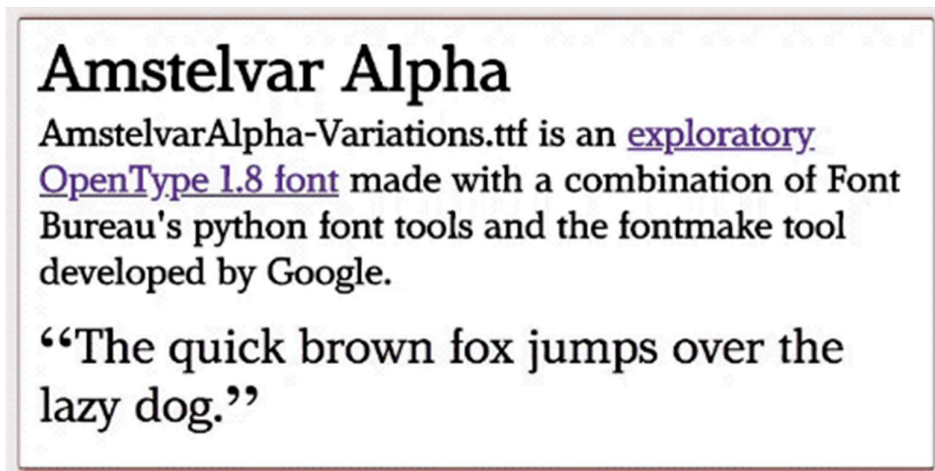 Amstelvar Alpha
AmstelvarAlpha-Variations.ttf is an exploratory
OpenType 1.8 font made with a combination of Font
Bureau's python font tools and the fontmake tool
developed by Google.
“The quick brown fox jumps over the
lazy dog.”